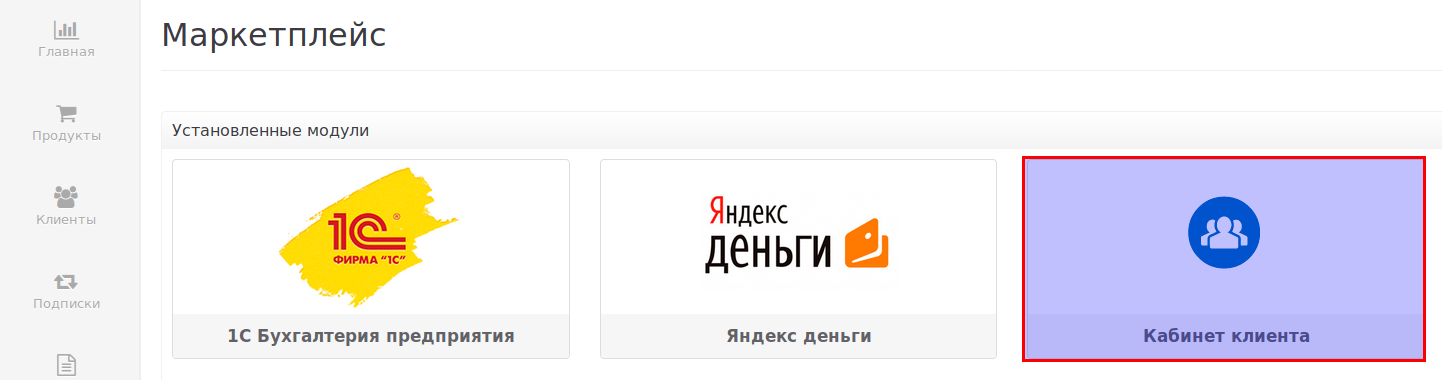 Маркетплейс
Главная
Продукты
Клиенты
Подписки
Установленные модули
1С ®
ФИРМА "1С"
1С Бухгалтерия предприятия
Яндекс
деньги
Яндекс деньги
Кабинет клиента